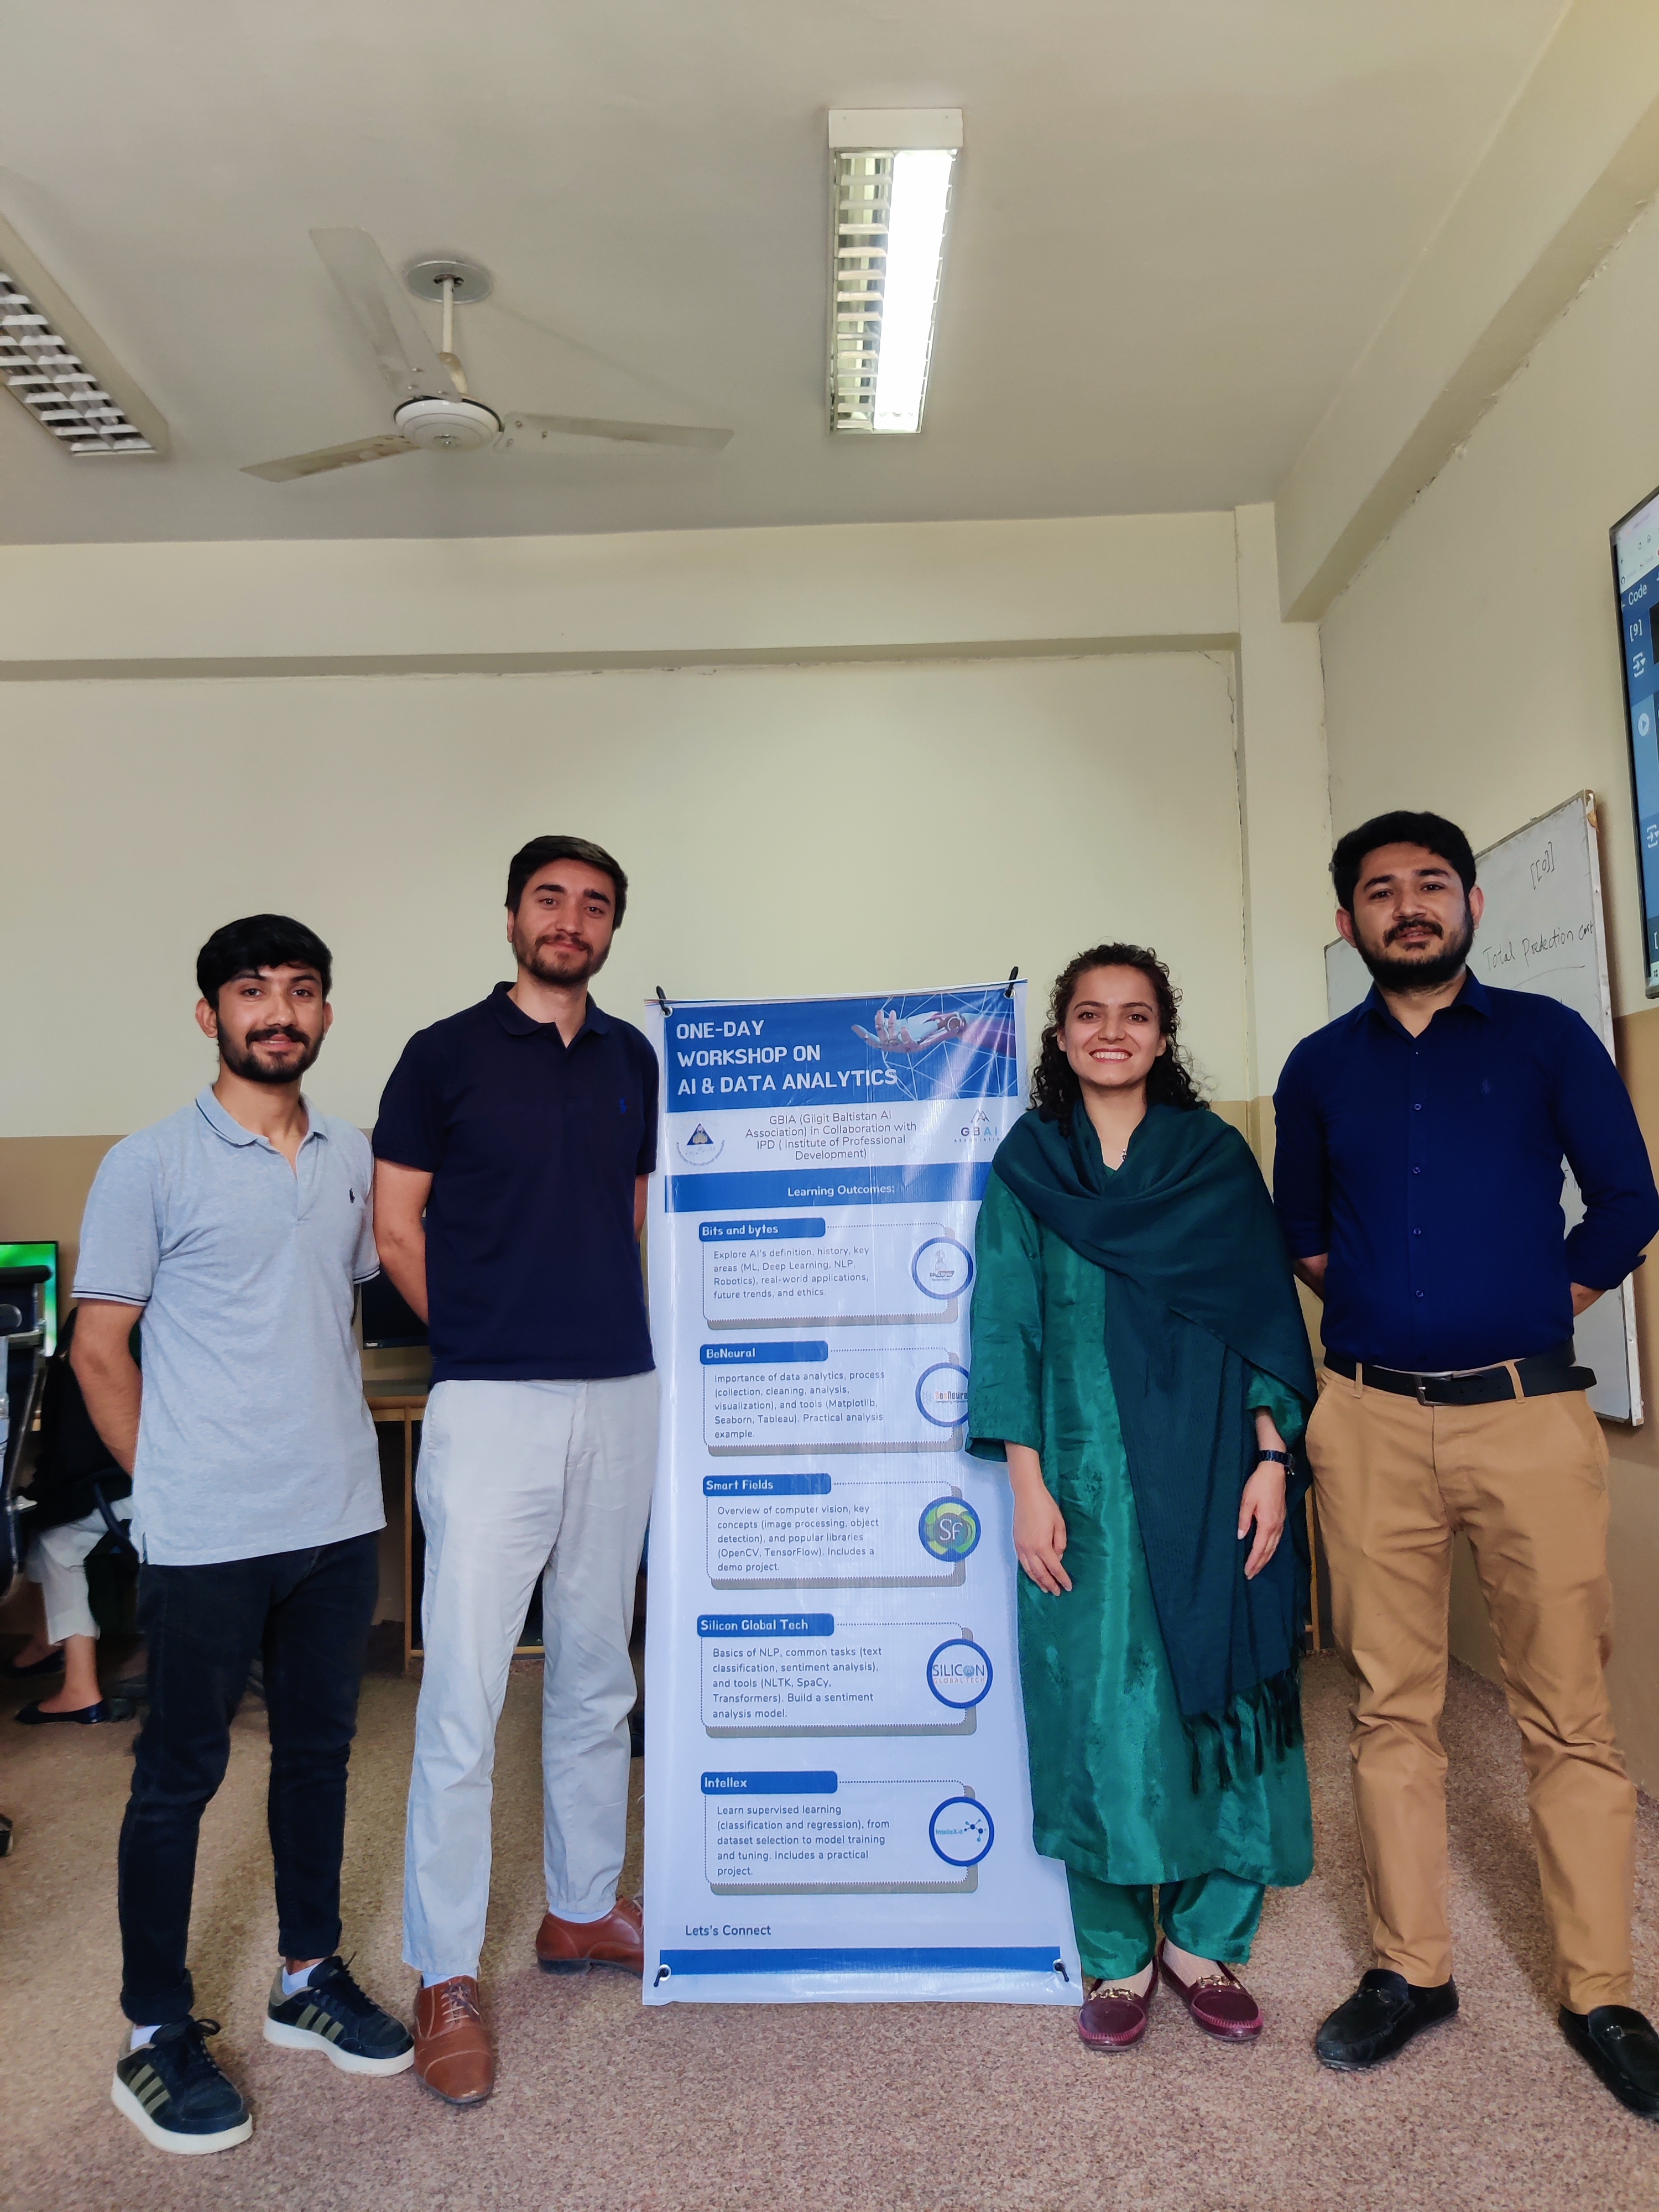 ONE-DAY
WORKSHOP ON
AI & DATA ANALYTICS
GBIA (Gilgit Baltistan AI
Association) in Collaboration with
IPD ( Institute of Professional
Development)
GBAI
Learning Outcomes:
Bits and bytes
Explore AI's definition, history, key
areas (ML, Deep Learning, NLP,
Robotics), real-world applications,
future trends, and ethics.
BeNeural
Importance of data analytics, process
(collection, cleaning, analysis,
visualization), and tools (Matplotlib,
Seaborn, Tableau). Practical analysis
example.
Smart Fields
Overview of computer vision, key
concepts (image processing, object
detection), and popular libraries
(OpenCV, TensorFlow). Includes a
demo project.
Sf
Silicon Global Tech
Basics of NLP, common tasks (text
classification, sentiment analysis),
and tools (NLTK, SpaCy,
Transformers). Build a sentiment
analysis model.
SILICON
GLOBAL TECH
Intellex
Learn supervised learning
(classification and regression), from
dataset selection to model training
and tuning. Includes a practical
project.
Lets's Connect
Code
[9]
[[0]]
Total Prediction